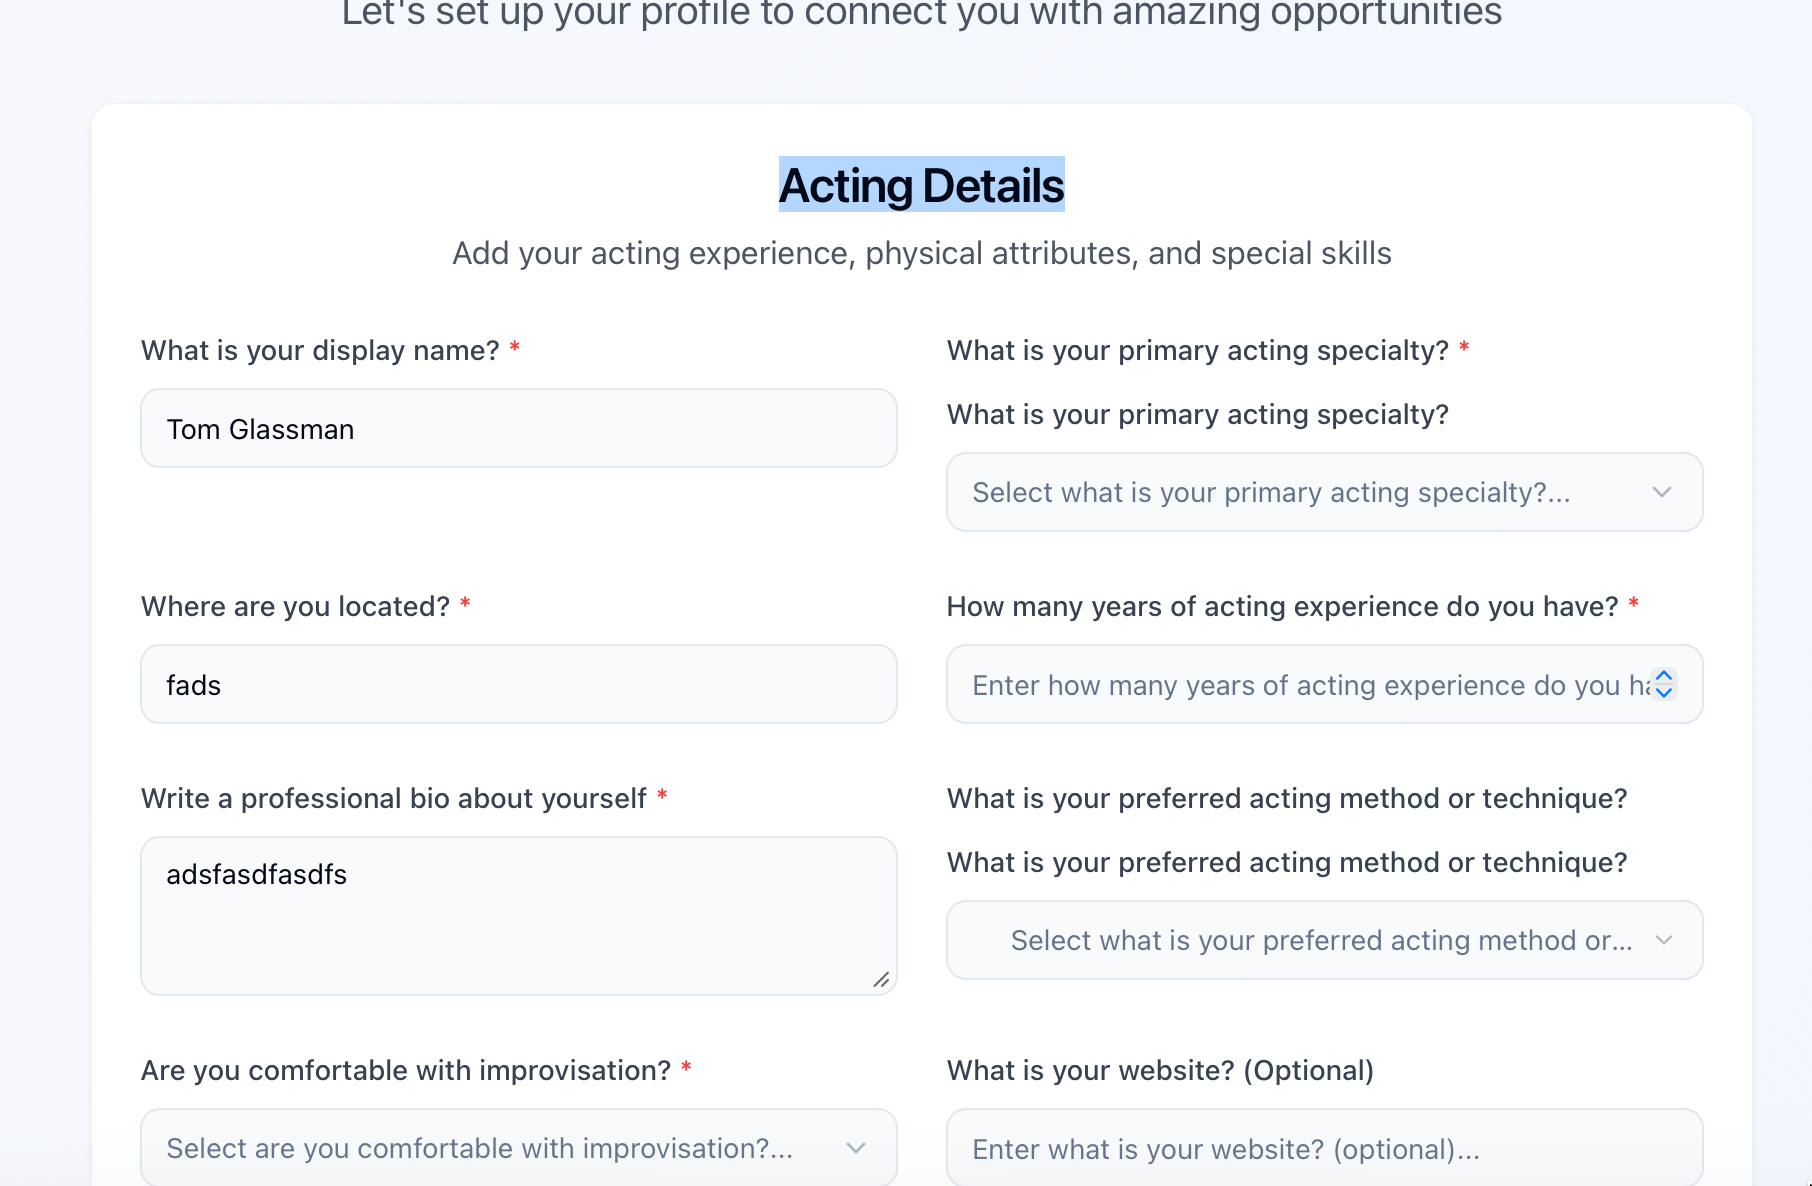 Let's set up your profile to connect you with amazing opportunities
Acting Details
Add your acting experience, physical attributes, and special skills
What is your display name? *
Tom Glassman
What is your primary acting specialty? *
What is your primary acting specialty?
Select what is your primary acting specialty?...
Where are you located? *
fads
How many years of acting experience do you have? *
Enter how many years of acting experience do you ha
Write a professional bio about yourself *
adsfasdfasdfs
What is your preferred acting method or technique?
What is your preferred acting method or technique?
Select what is your preferred acting method or...
Are you comfortable with improvisation? *
Select are you comfortable with improvisation?...
What is your website? (Optional)
Enter what is your website? (optional)...